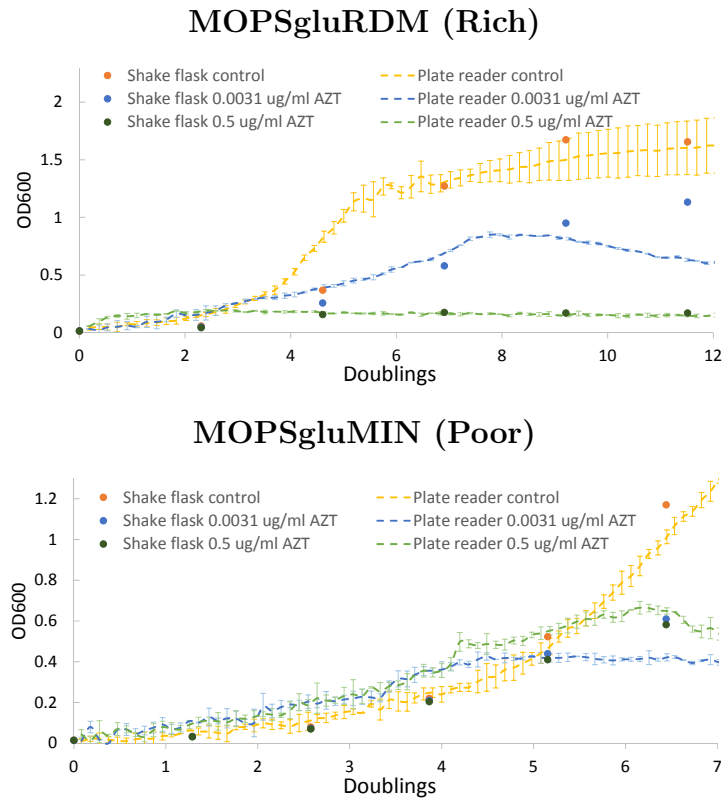 MOPSgluRDM (Rich)
Shake flask control
Plate reader control
Shake flask 0.0031 ug/ml AZT
Plate reader 0.0031 ug/ml AZT
Shake flask 0.5 ug/ml AZT
Plate reader 0.5 ug/ml AZT
2
1.5
1
0.5
0
OD600
0 2 4 6 8 10 12
Doublings
MOPSgluMIN (Poor)
Shake flask control
Plate reader control
Shake flask 0.0031 ug/ml AZT
Plate reader 0.0031 ug/ml AZT
Shake flask 0.5 ug/ml AZT
Plate reader 0.5 ug/ml AZT
1.2
1
0.8
0.6
0.4
0.2
0
OD600
0 1 2 3 4 5 6 7
Doublings